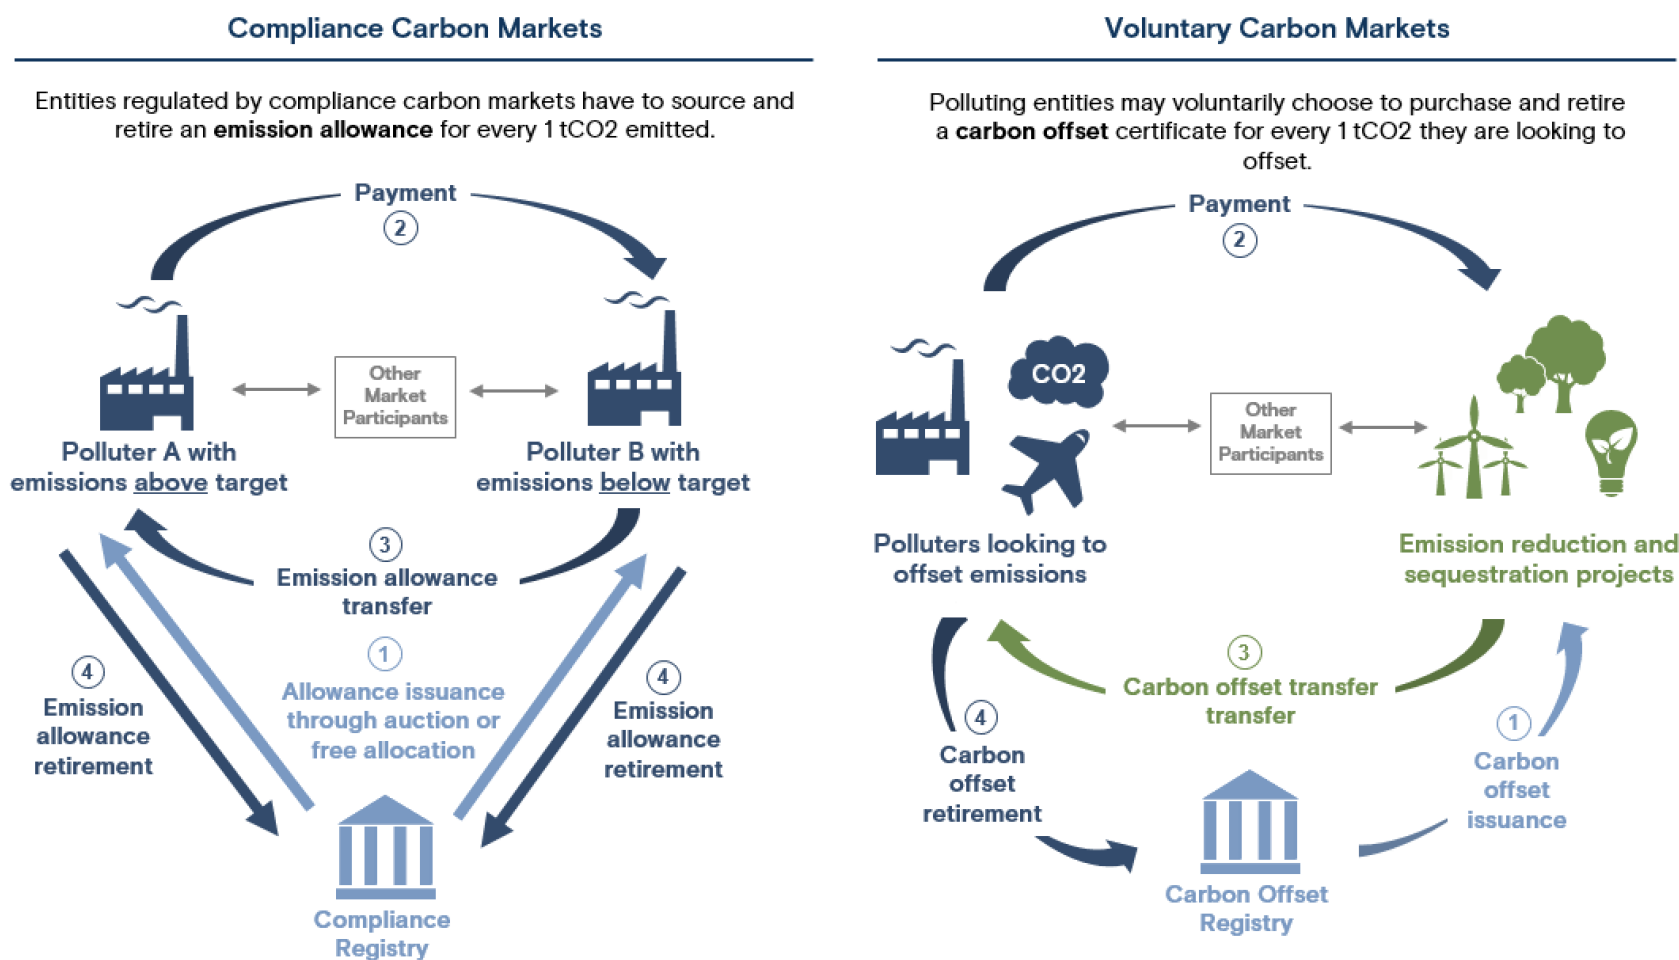 Compliance Carbon Markets
Entities regulated by compliance carbon markets have to source and
retire an emission allowance for every 1 tCO2 emitted.
Payment
2
Other
Market
Participants
Polluter A with
emissions above target
Polluter B with
emissions below target
3
Emission allowance
transfer
1
Allowance issuance
through auction or
free allocation
4
Emission
allowance
retirement
4
Emission
allowance
retirement
Compliance
Registry
Voluntary Carbon Markets
Polluting entities may voluntarily choose to purchase and retire
a carbon offset certificate for every 1 tCO2 they are looking to
offset.
Payment
2
CO2
Other
Market
Participants
Polluters looking to
offset emissions
Emission reduction and
sequestration projects
3
Carbon offset transfer
transfer
4
Carbon
offset
retirement
1
Carbon
offset
issuance
Carbon Offset
Registry